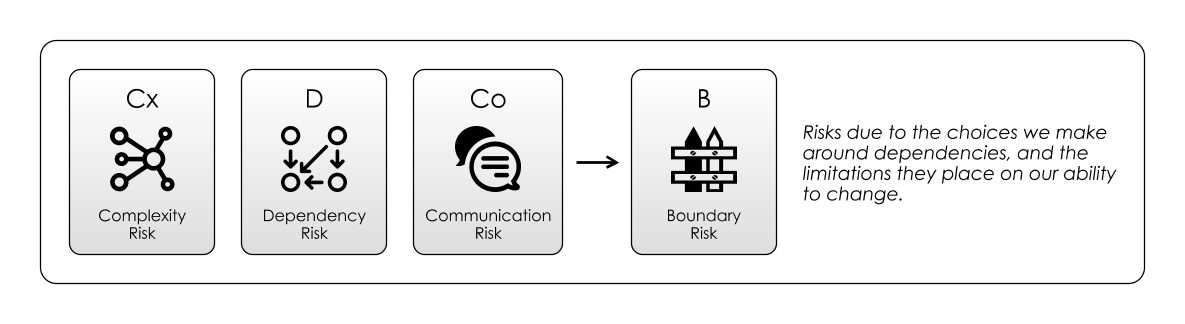 Cx
Complexity
Risk
D
Dependency
Risk
Co
Communication
Risk
B
Boundary
Risk
Risks due to the choices we make
around dependencies, and the
limitations they place on our ability
to change.